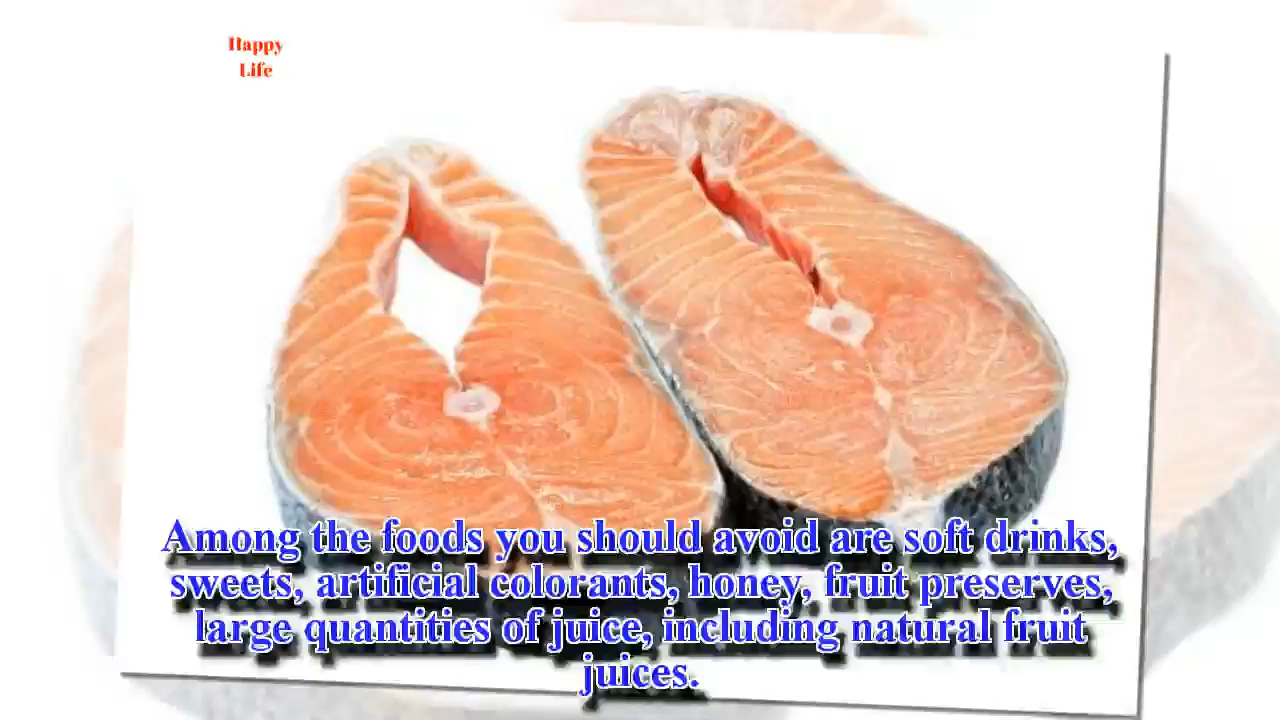 Happy
Life
Among the foods you should avoid are soft drinks,
sweets, artificial colorants, honey, fruit preserves,
large quantities of juice, including natural fruit
juices.